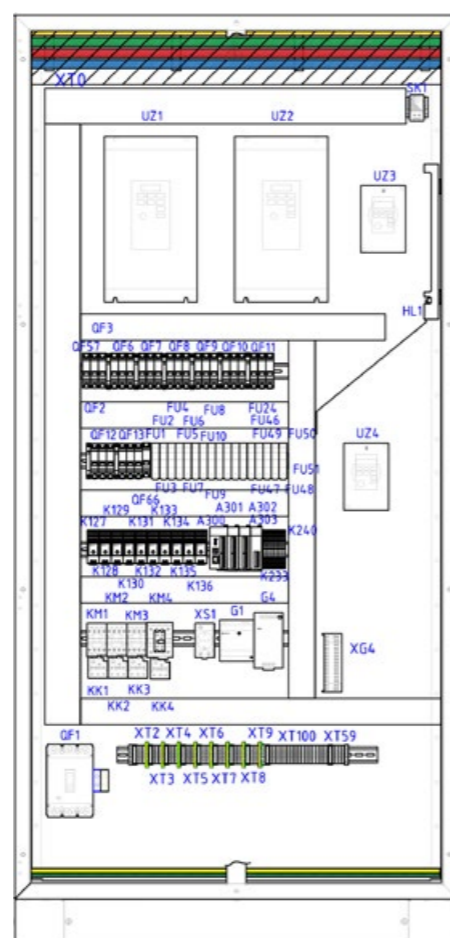 XT0
SK1
UZ1 UZ2
UZ3
HL1
QF3
QF57 QF6 QF7 QF8 QF9 QF10 QF11
QF2 FU4 FU8 FU24
FU2 FU6 FU46
QF12 QF13 FU1 FU5 FU10 FU49 FU50
UZ4
FU51
FU3 FU7 FU47 FU48
QF66 FU9
K129 K133 A301 A302
K127 K131 K134 A300 A303
K240
K128 K132 K135 K233
K130 K136
KM2 KM4 G4
KM1 KM3 XS1 G1
XG4
KK1 KK3
KK2 KK4
QF1 XT2 XT4 XT6 XT9 XT100 XT59
XT3 XT5 XT7 XT8